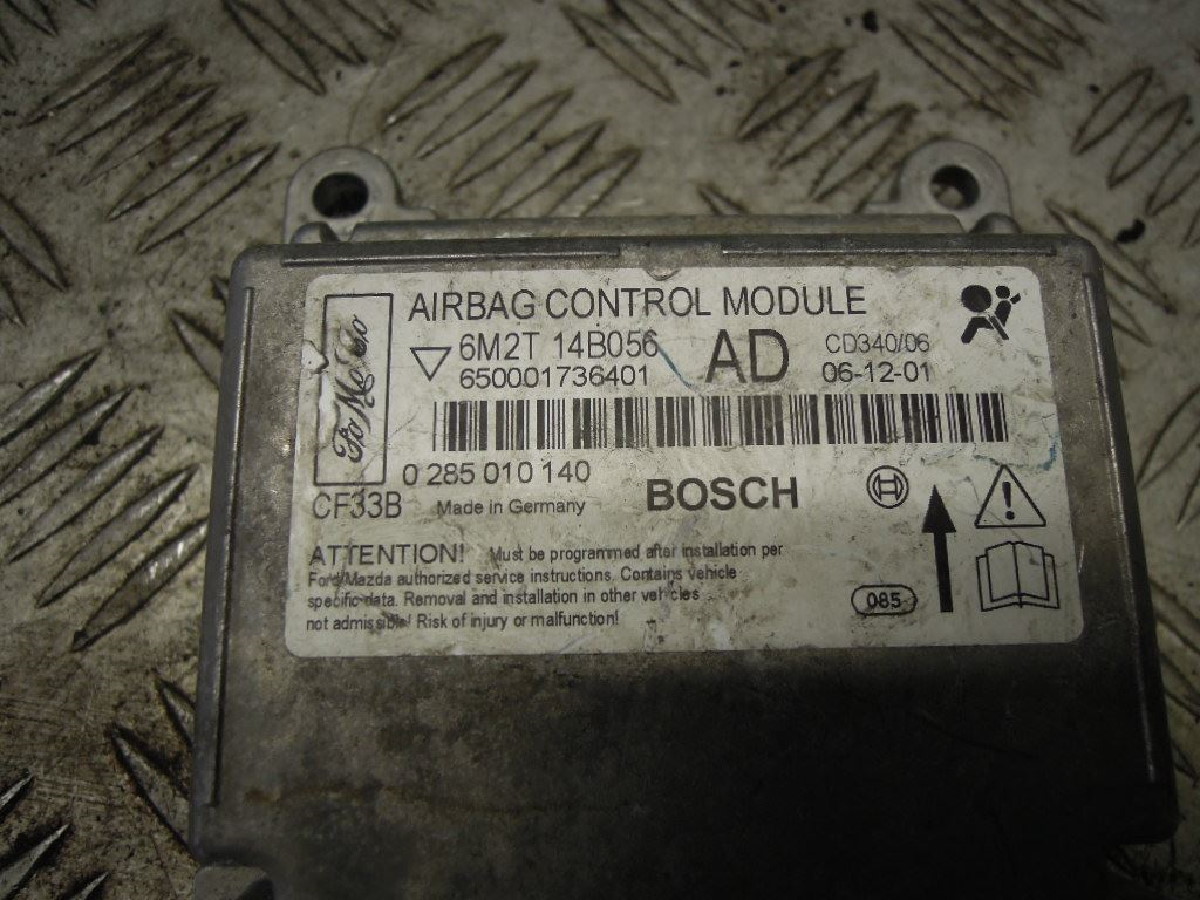 AIRBAG CONTROL MODULE
6M2T 14B056 AD CD340/06
650001736401 06-12-01
FoMoCo
0 285 010 140
CF33B Made in Germany BOSCH
ATTENTION! Must be programmed after installation per
Ford/Mazda authorized service instructions. Contains vehicle
specific data. Removal and installation in other vehicles
not admissible! Risk of injury or malfunction!
085